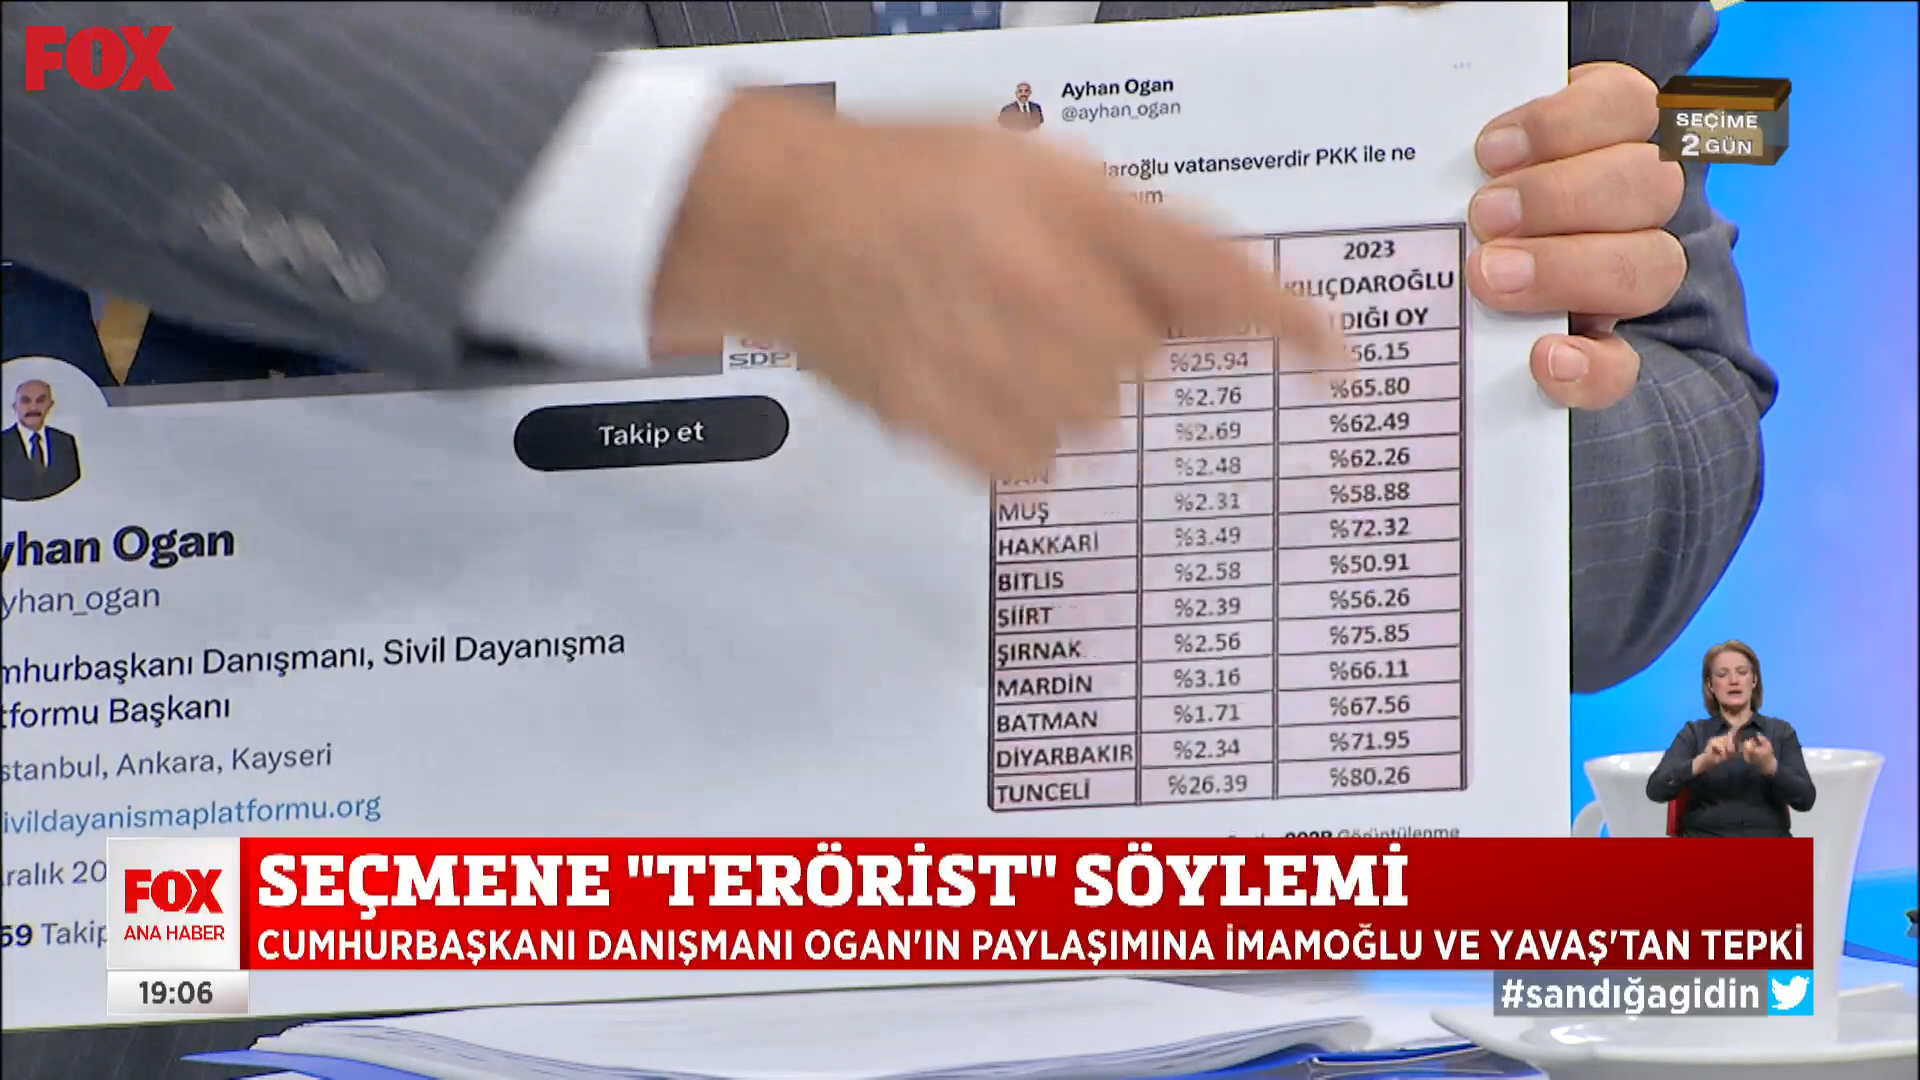 FOX
SEÇİME
2 GÜN
Ayhan Ogan
@ayhan_ogan
vatanseverdir PKK ile ne
2023
KILIÇDAROĞLU
OY
%25.94 56.15
%2.76 %65.80
%2.69 %62.49
%2.48 %62.26
MUŞ %2.31 %58.88
HAKKARİ %3.49 %72.32
BİTLİS %2.58 %50.91
SİİRT %2.39 %56.26
ŞIRNAK %2.56 %75.85
MARDİN %3.16 %66.11
BATMAN %1.71 %67.56
DİYARBAKIR %2.34 %71.95
TUNCELİ %26.39 %80.26
Görüntülenme
SDP
Takip et
yhan Ogan
yhan_ogan
mhurbaşkanı Danışmanı, Sivil Dayanışma
tformu Başkanı
stanbul, Ankara, Kayseri
ivildayanismaplatformu.org
ralık 20
59 Takip
FOX
ANA HABER
19:06
SEÇMENE "TERÖRİST" SÖYLEMİ
CUMHURBAŞKANI DANIŞMANI OGAN'IN PAYLAŞIMINA İMAMOĞLU VE YAVAŞ'TAN TEPKİ
#sandığagidin